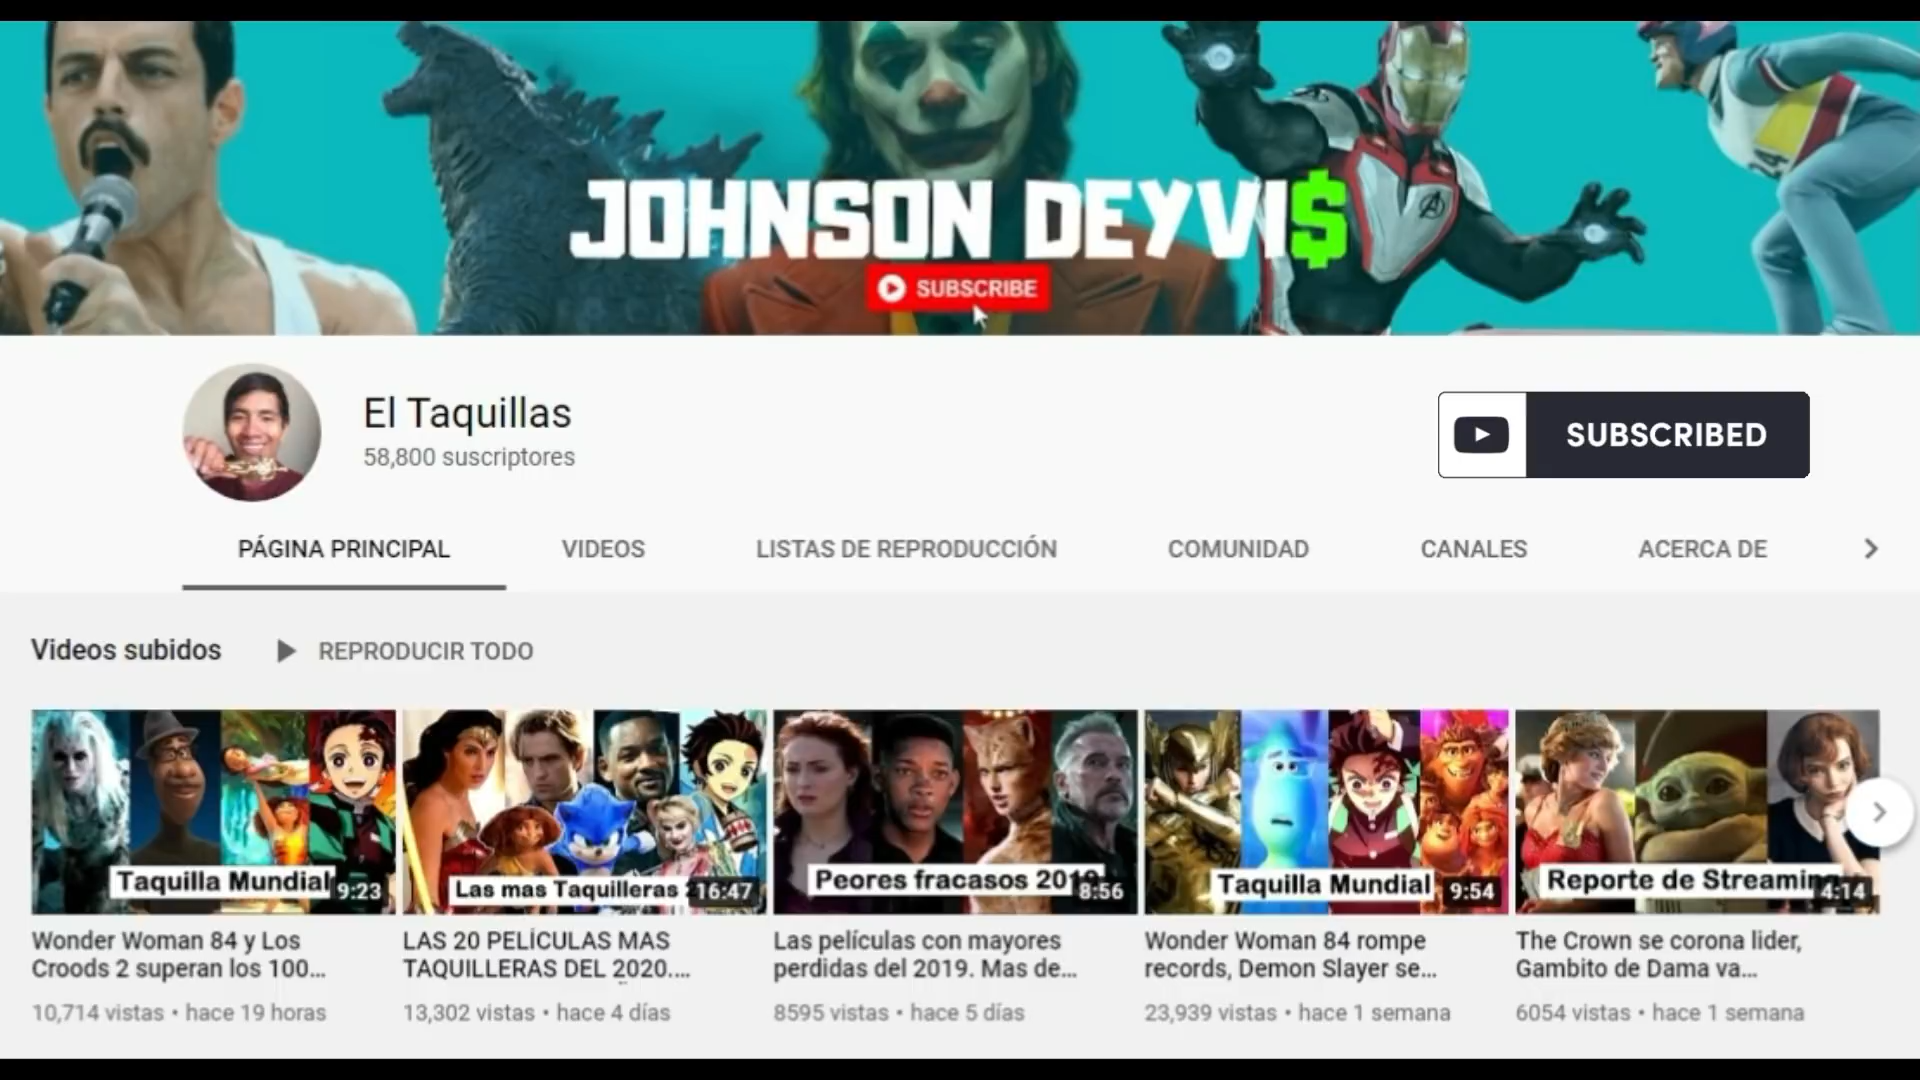 JOHNSON DEYVI$
SUBSCRIBE
El Taquillas
58,800 suscriptores
SUBSCRIBED
PÁGINA PRINCIPAL VIDEOS LISTAS DE REPRODUCCIÓN COMUNIDAD CANALES ACERCA DE
Videos subidos REPRODUCIR TODO
Taquilla Mundial 9:23
Las mas Taquilleras 16:47
Peores fracasos 2019 8:56
Taquilla Mundial 9:54
Reporte de Streaming 4:14
Wonder Woman 84 y Los
Croods 2 superan los 100...
10,714 vistas • hace 19 horas
LAS 20 PELÍCULAS MAS
TAQUILLERAS DEL 2020....
13,302 vistas • hace 4 días
Las películas con mayores
perdidas del 2019. Mas de...
8595 vistas • hace 5 días
Wonder Woman 84 rompe
records, Demon Slayer se...
23,939 vistas • hace 1 semana
The Crown se corona lider,
Gambito de Dama va...
6054 vistas • hace 1 semana